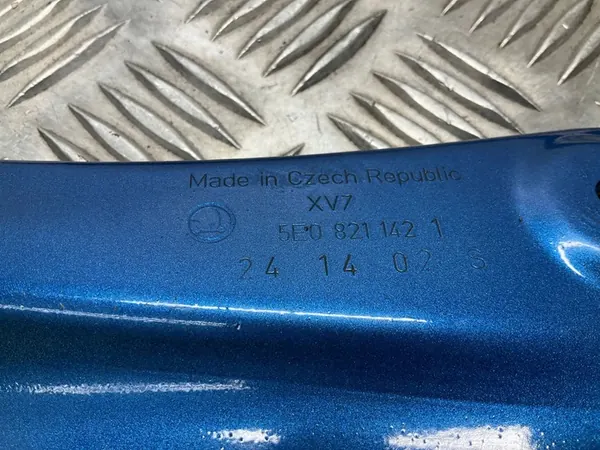 Made in Czech Republic
XV7
5E0 821 142 1
24 14 02 S